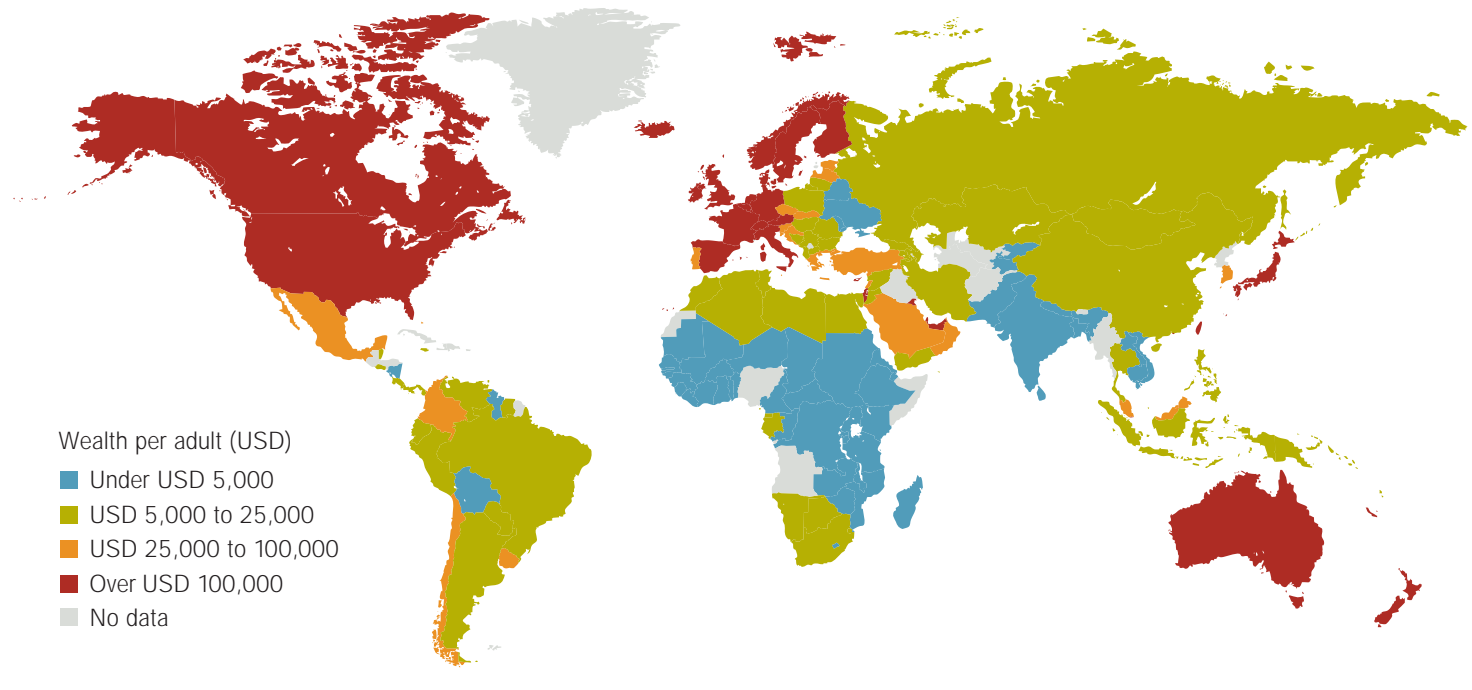 Wealth per adult (USD)
Under USD 5,000
USD 5,000 to 25,000
USD 25,000 to 100,000
Over USD 100,000
No data